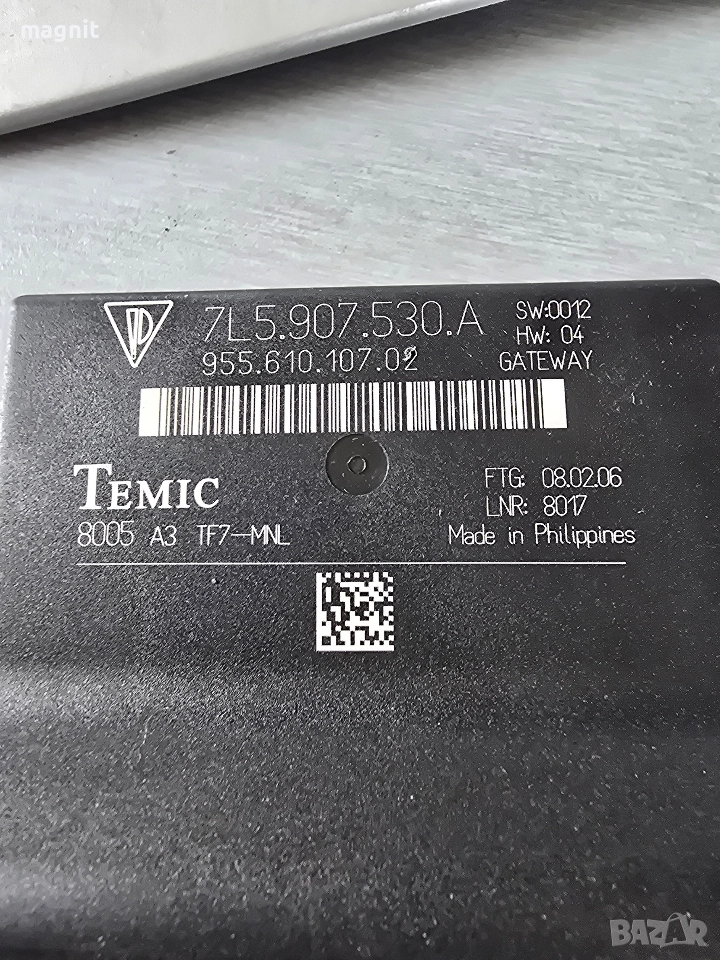 magnit
7L5.907.530.A
SW:0012
HW: 04
955.610.107.02
GATEWAY
TEMIC
FTG: 08.02.06
LNR: 8017
8005 A3 TF7-MNL
Made in Philippines
BAZAR